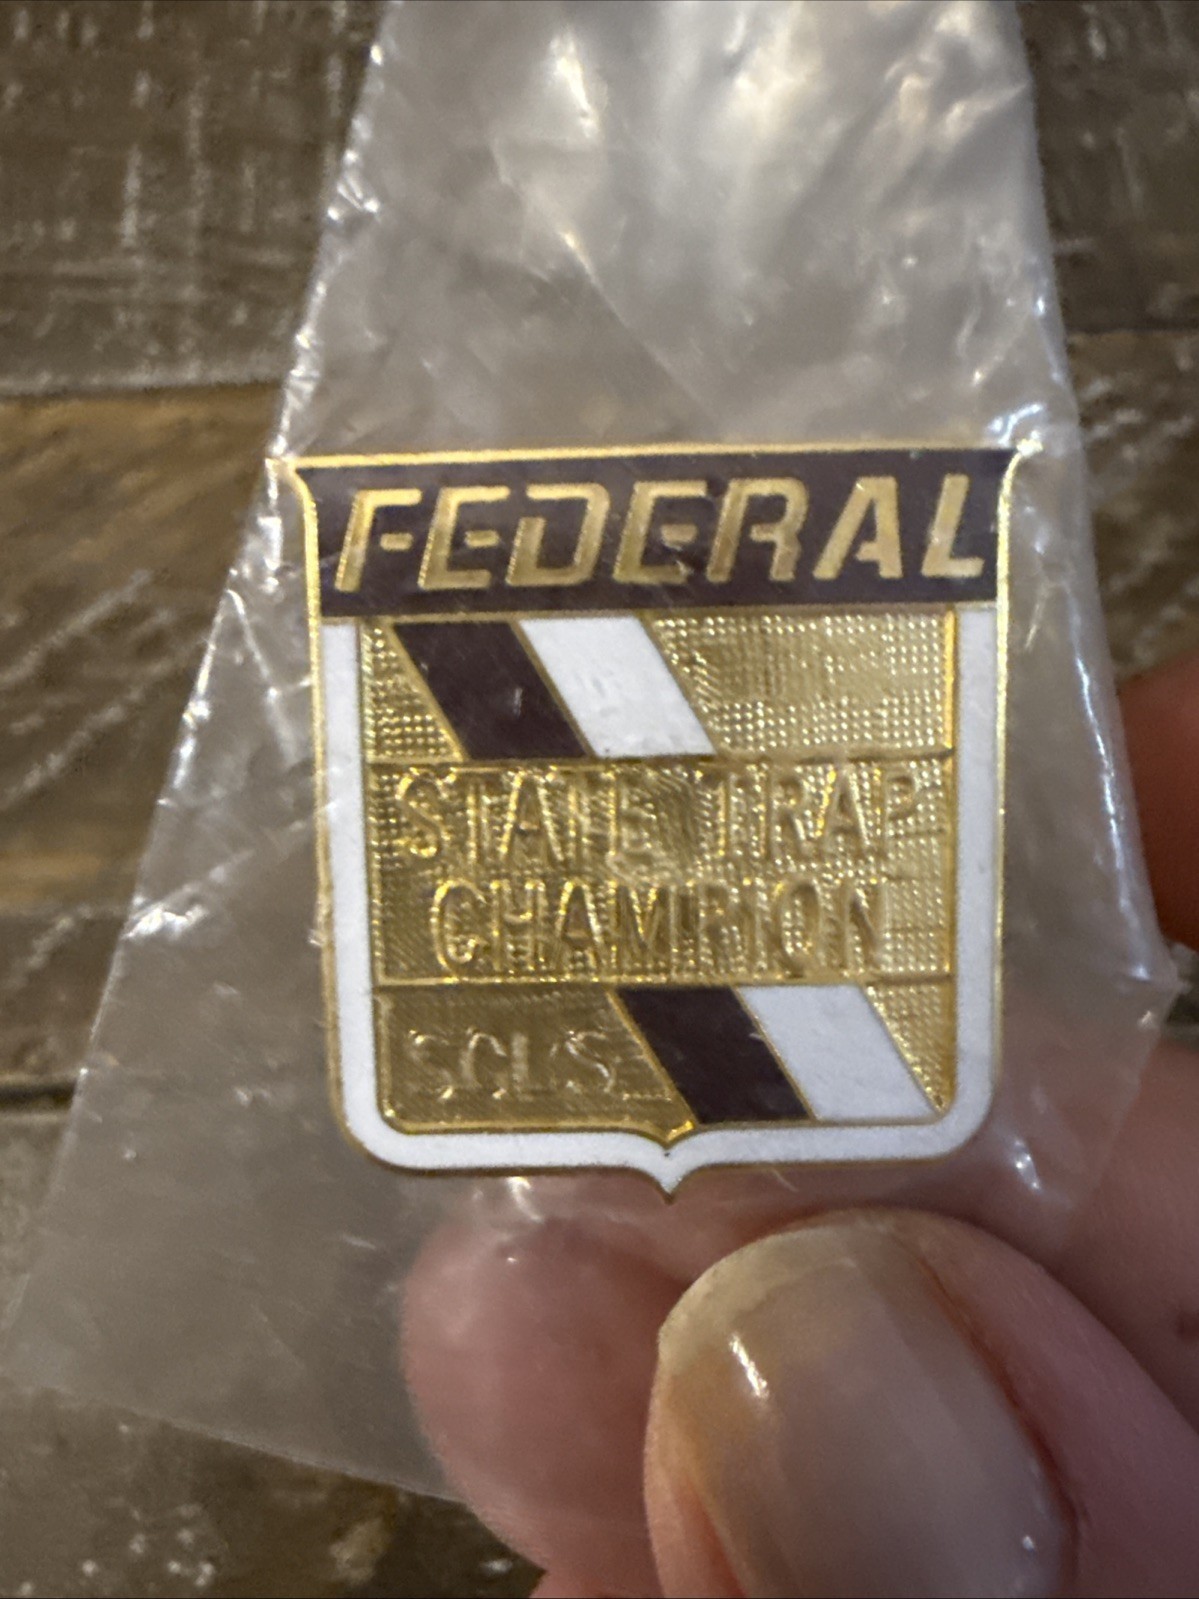 FEDERAL
STATE TRAP
CHAMPION
SCLS